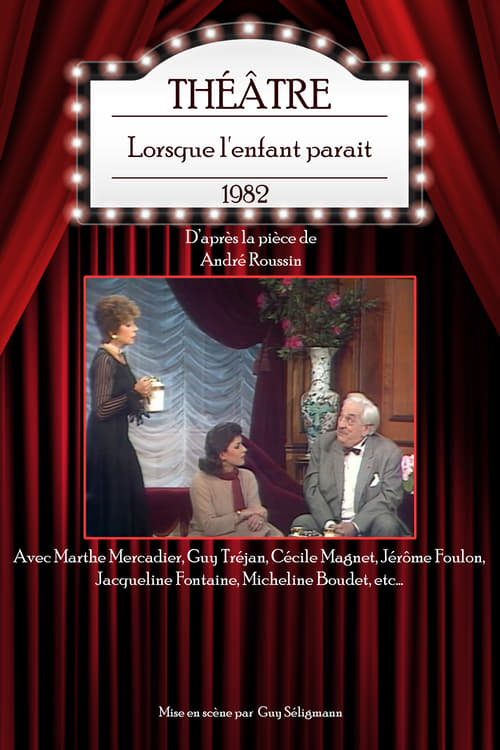 THÉÂTRE
Lorsque l'enfant parait
1982
D'après la pièce de
André Roussin
Avec Marthe Mercadier, Guy Tréjan, Cécile Magnet, Jérôme Foulon,
Jacqueline Fontaine, Micheline Boudet, etc...
Mise en scène par Guy Séligmann